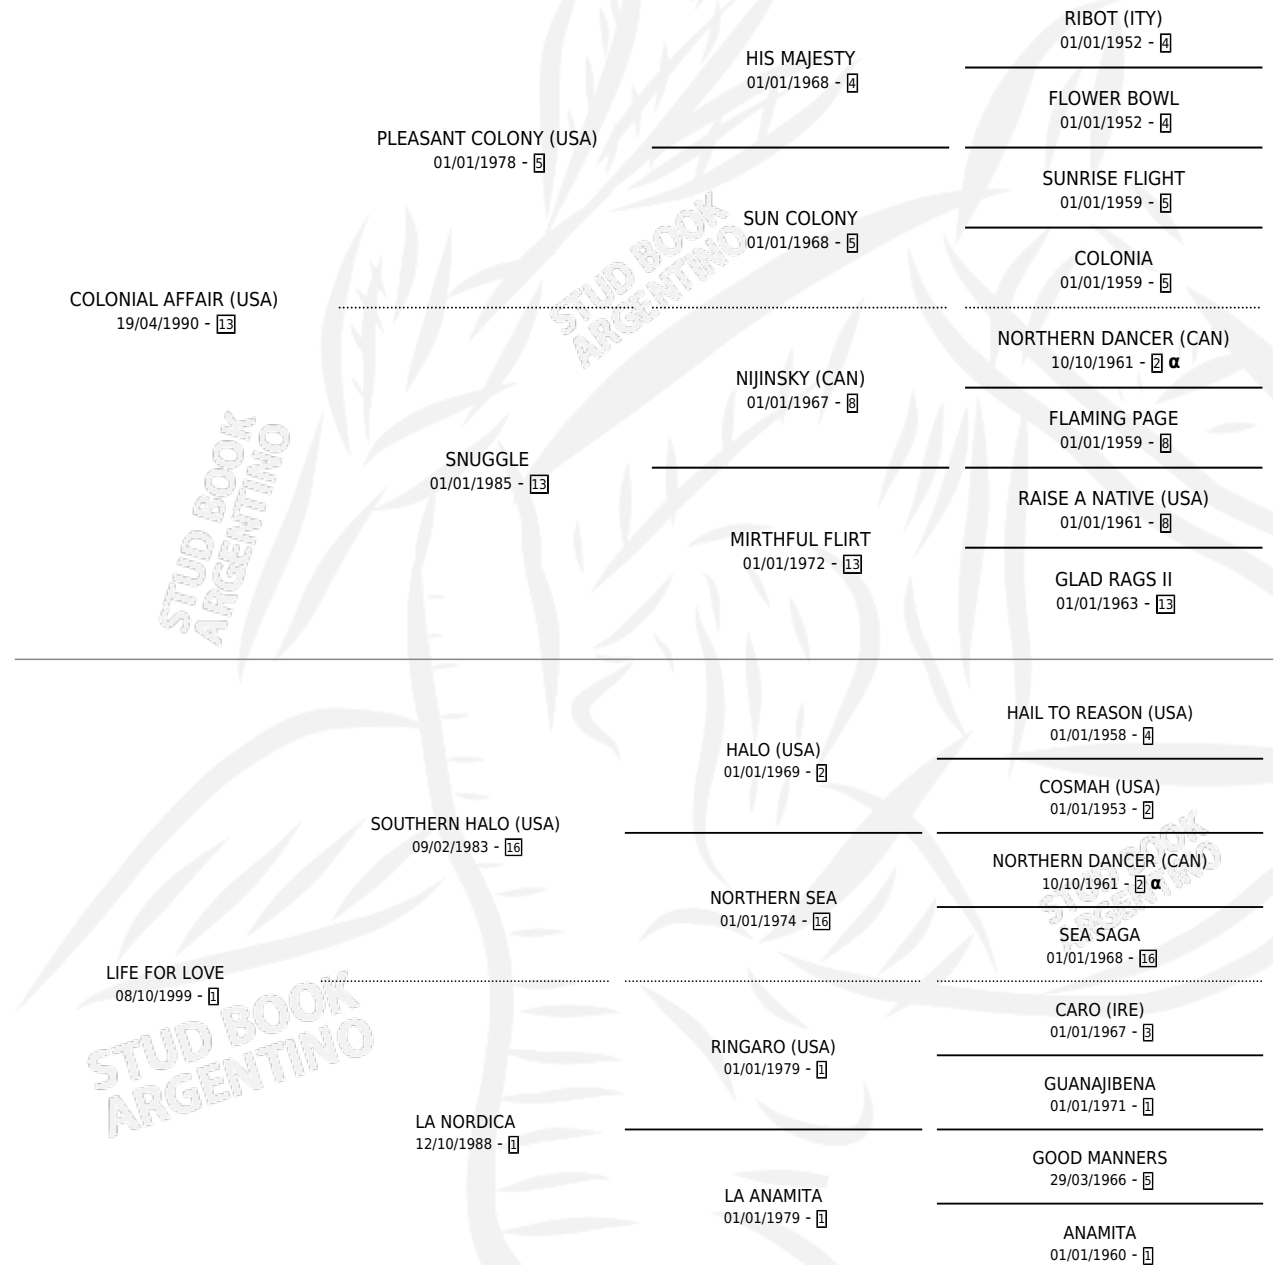 RIBOT (ITY)
01/01/1952 - 4
HIS MAJESTY
01/01/1968 - 4
FLOWER BOWL
01/01/1952 - 4
PLEASANT COLONY (USA)
01/01/1978 - 5
SUNRISE FLIGHT
01/01/1959 - 5
SUN COLONY
01/01/1968 - 5
COLONIA
01/01/1959 - 5
COLONIAL AFFAIR (USA)
19/04/1990 - 13
NORTHERN DANCER (CAN)
10/10/1961 - 2 α
NIJINSKY (CAN)
01/01/1967 - 8
FLAMING PAGE
01/01/1959 - 8
SNUGGLE
01/01/1985 - 13
RAISE A NATIVE (USA)
01/01/1961 - 8
MIRTHFUL FLIRT
01/01/1972 - 13
GLAD RAGS II
01/01/1963 - 13
HAIL TO REASON (USA)
01/01/1958 - 4
HALO (USA)
01/01/1969 - 2
COSMAH (USA)
01/01/1953 - 2
SOUTHERN HALO (USA)
09/02/1983 - 16
NORTHERN DANCER (CAN)
10/10/1961 - 2 α
NORTHERN SEA
01/01/1974 - 16
SEA SAGA
01/01/1968 - 16
LIFE FOR LOVE
08/10/1999 - 1
CARO (IRE)
01/01/1967 - 3
RINGARO (USA)
01/01/1979 - 1
GUANAJIBENA
01/01/1971 - 1
LA NORDICA
12/10/1988 - 1
GOOD MANNERS
29/03/1966 - 5
LA ANAMITA
01/01/1979 - 1
ANAMITA
01/01/1960 - 1
STUD BOOK
ARGENTINO
STUD BOOK
ARGENTINO
STUD BOOK
ARGENTINO
STUD BOOK
ARGENTINO